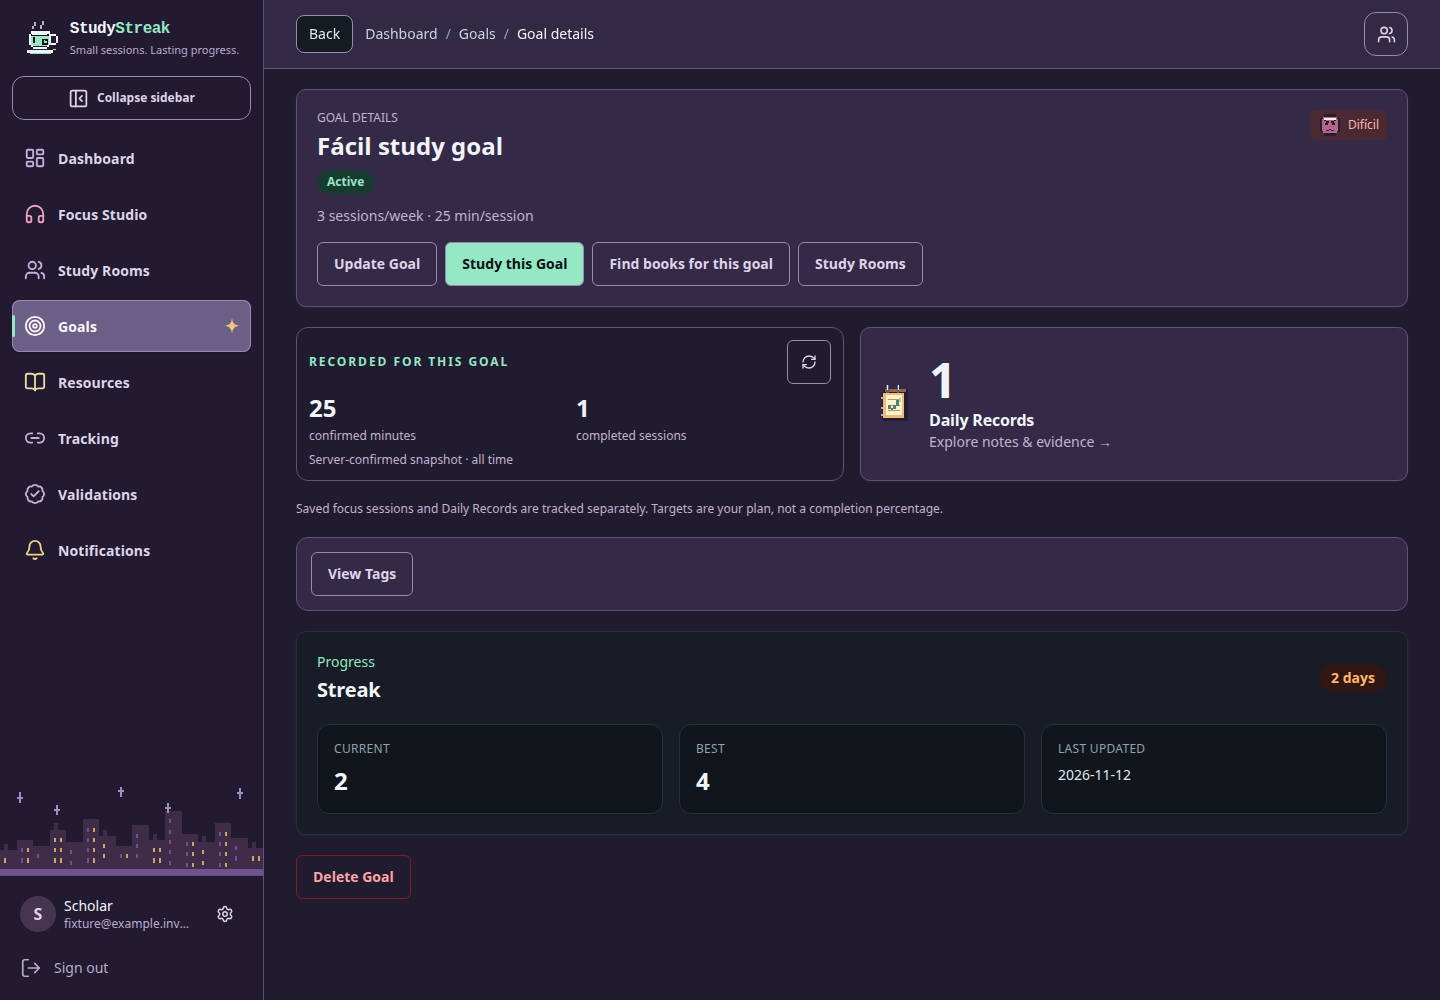 StudyStreak
Small sessions. Lasting progress.
Collapse sidebar
Dashboard
Focus Studio
Study Rooms
Goals
Resources
Tracking
Validations
Notifications
S
Scholar
fixture@example.inv...
Sign out
Back
Dashboard / Goals / Goal details
GOAL DETAILS
Fácil study goal
Difícil
Active
3 sessions/week · 25 min/session
Update Goal
Study this Goal
Find books for this goal
Study Rooms
RECORDED FOR THIS GOAL
25
confirmed minutes
1
completed sessions
Server-confirmed snapshot · all time
1
Daily Records
Explore notes & evidence →
Saved focus sessions and Daily Records are tracked separately. Targets are your plan, not a completion percentage.
View Tags
Progress
Streak
2 days
CURRENT
2
BEST
4
LAST UPDATED
2026-11-12
Delete Goal